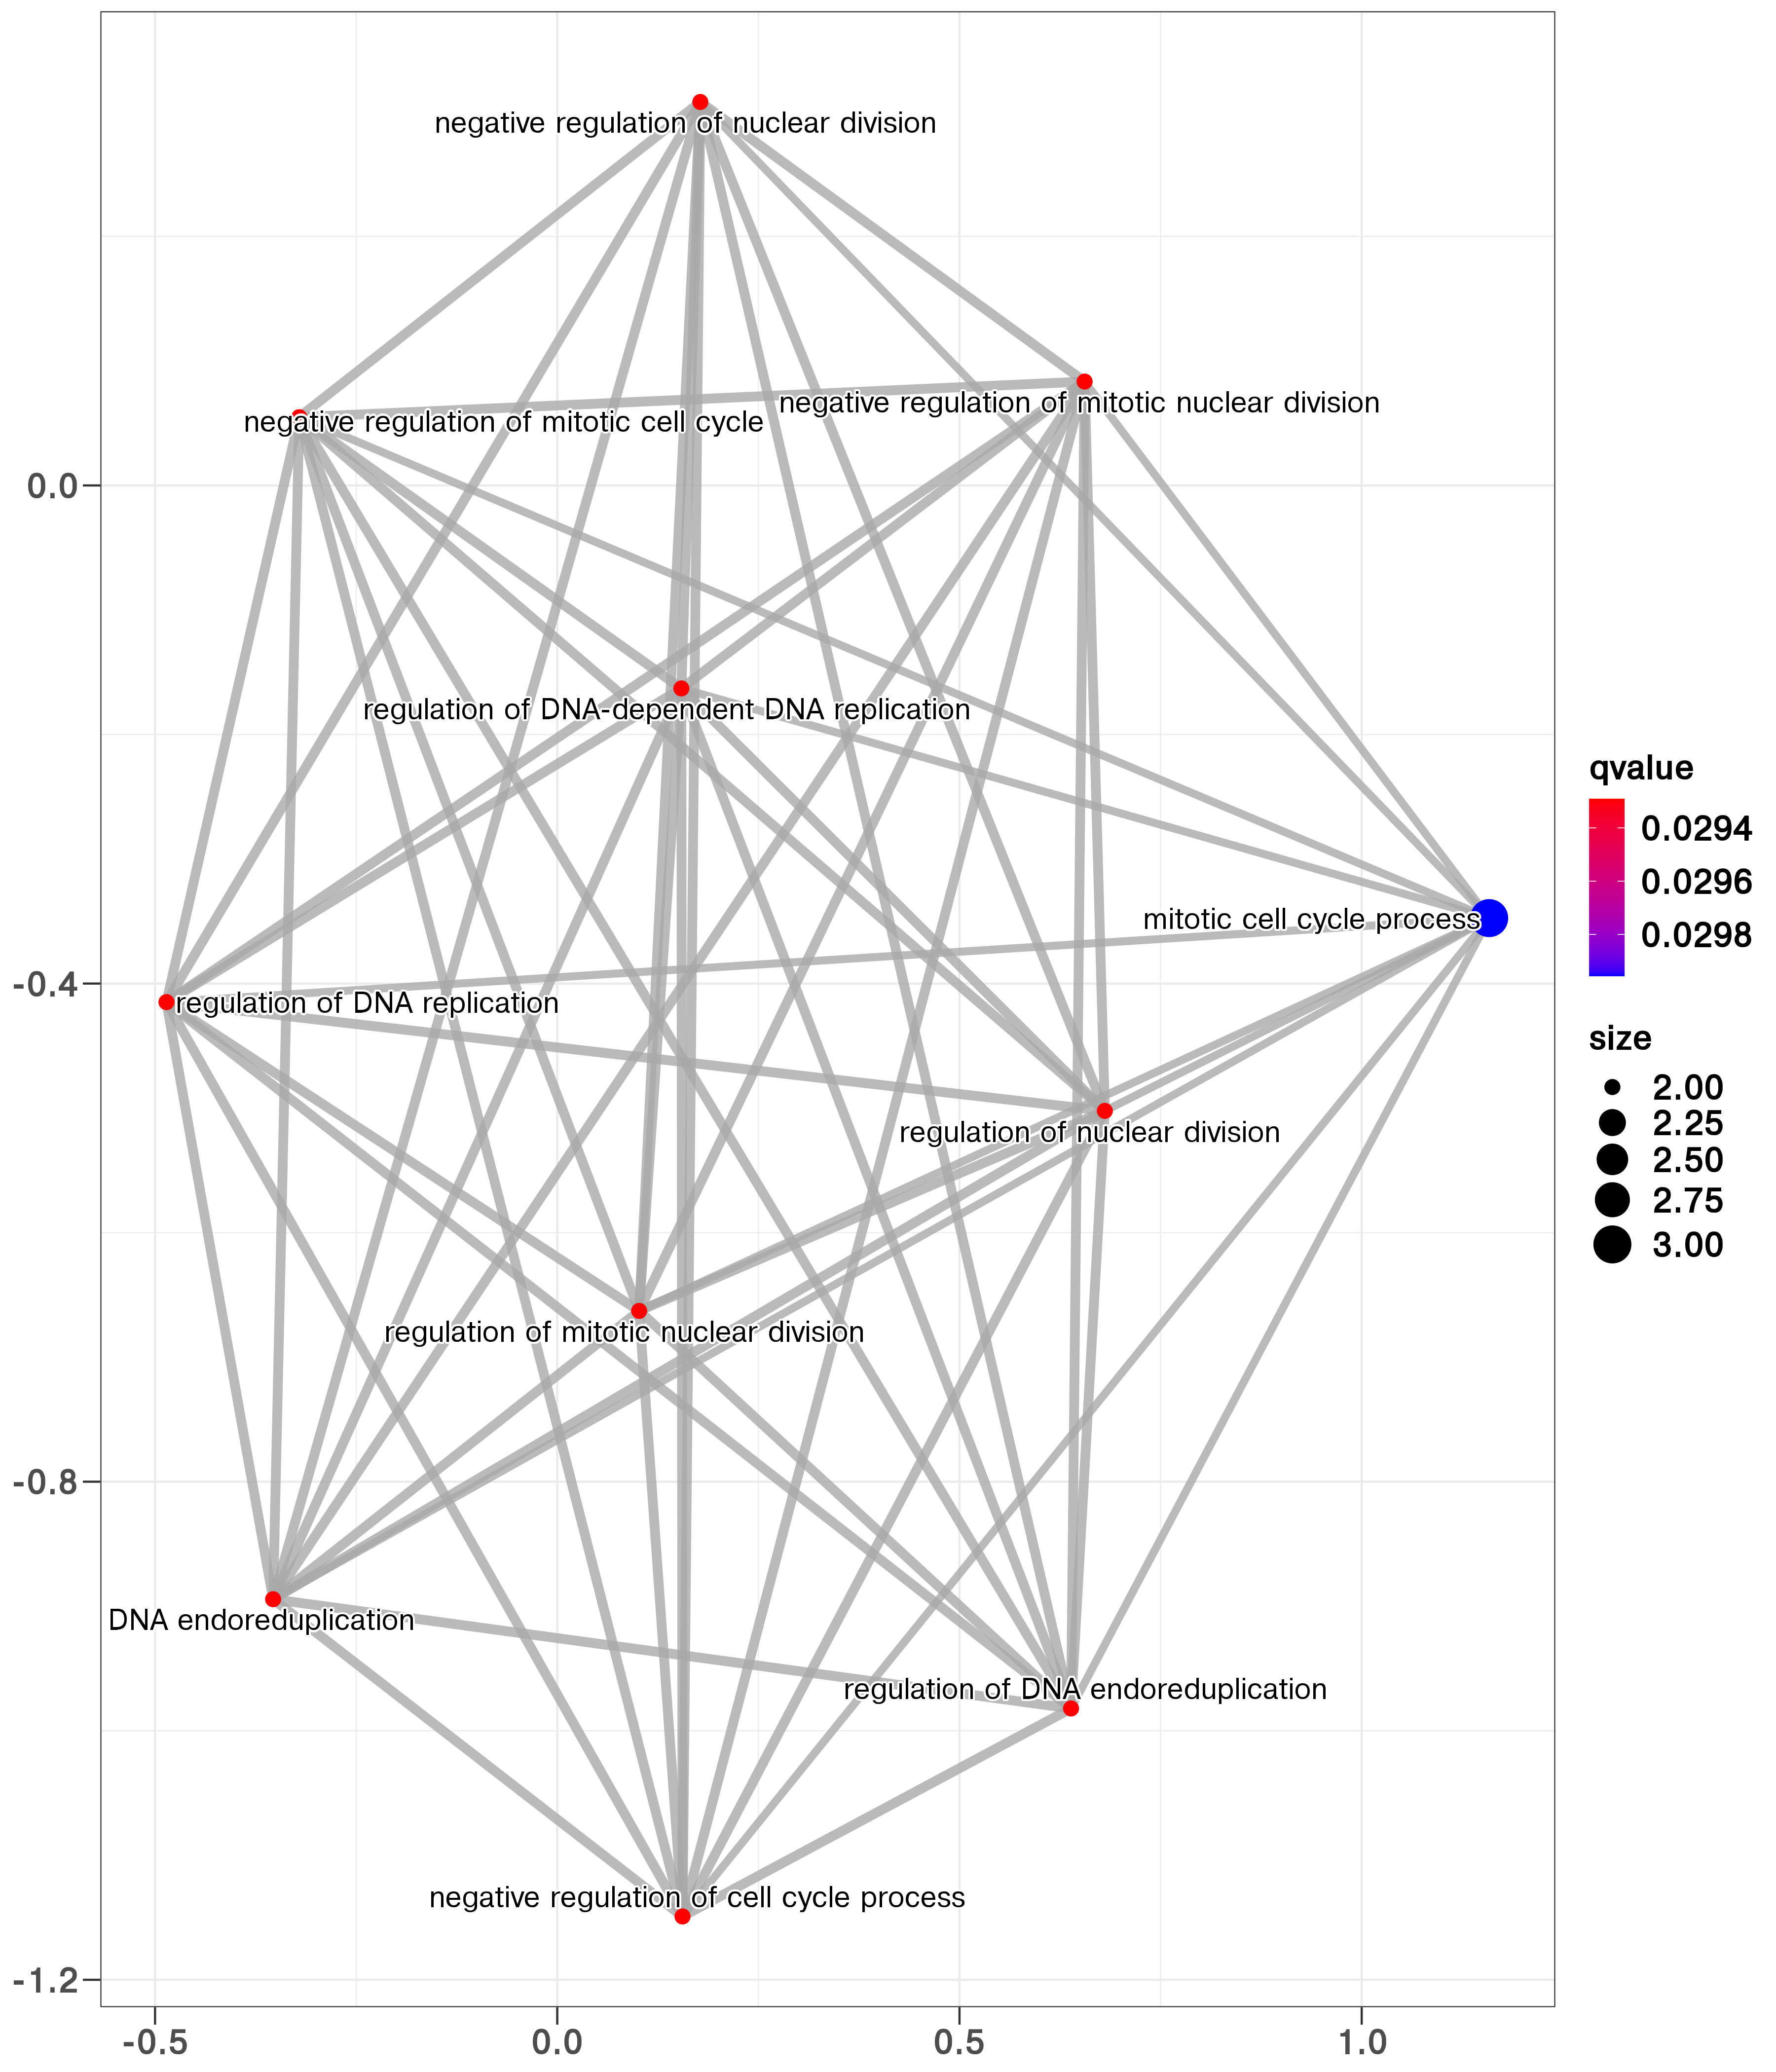 negative regulation of nuclear division
negative regulation of mitotic nuclear division
negative regulation of mitotic cell cycle
0.0
regulation of DNA-dependent DNA replication
qvalue
0.0294
0.0296
0.0298
mitotic cell cycle process
-0.4
regulation of DNA replication
size
2.00
2.25
2.50
2.75
3.00
regulation of nuclear division
regulation of mitotic nuclear division
-0.8
DNA endoreduplication
regulation of DNA endoreduplication
negative regulation of cell cycle process
-1.2
-0.5
0.0
0.5
1.0